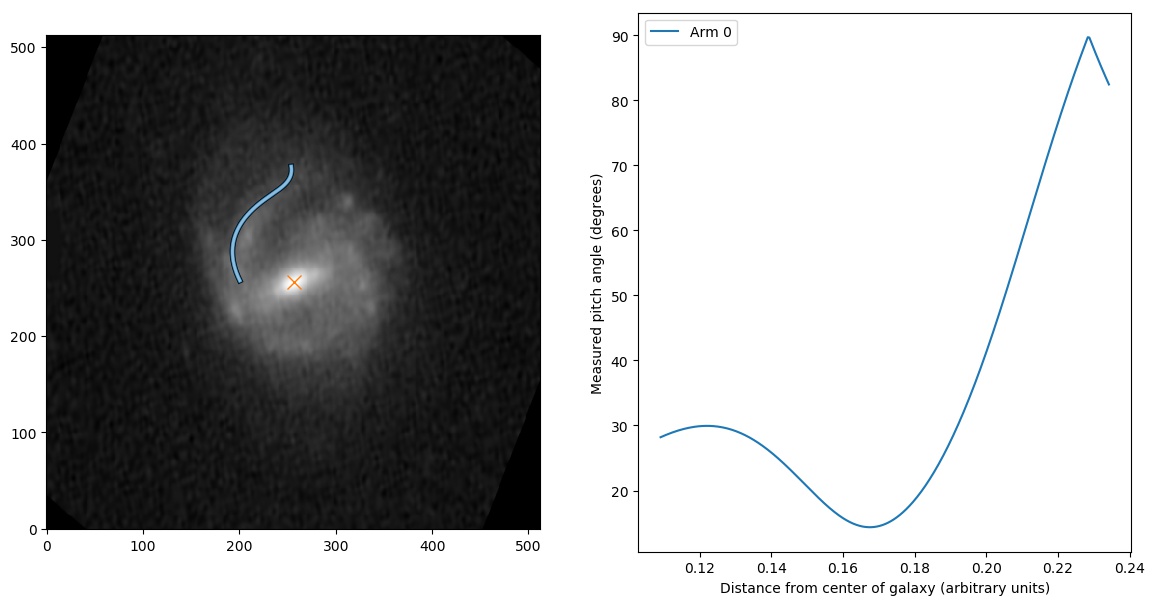 500
400
300
200
100
0
0 100 200 300 400 500
Arm 0
90
80
70
60
50
40
30
20
Measured pitch angle (degrees)
0.12 0.14 0.16 0.18 0.20 0.22 0.24
Distance from center of galaxy (arbitrary units)